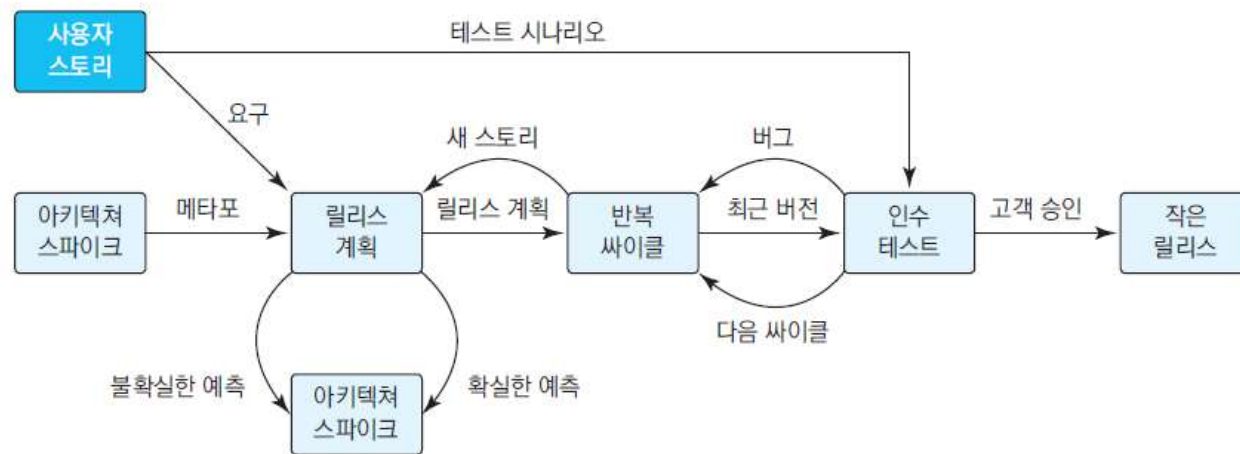 사용자
스토리
테스트 시나리오
요구
새 스토리
버그
아키텍쳐
스파이크
메타포
릴리스
계획
릴리스 계획
반복
싸이클
최근 버전
인수
테스트
고객 승인
작은
릴리스
다음 싸이클
불확실한 예측
아키텍쳐
스파이크
확실한 예측